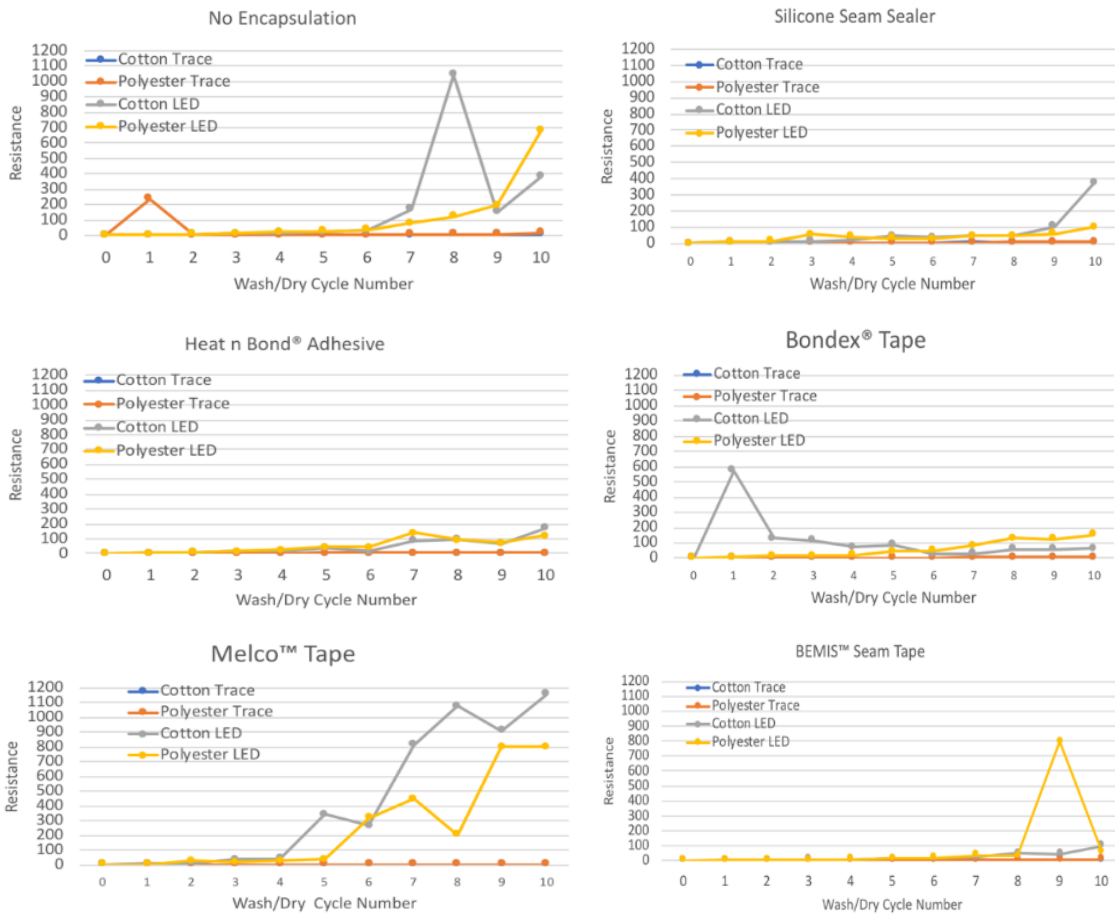 No Encapsulation
1200
1100
1000
900
800
700
600
500
400
300
200
100
0
Resistance
Cotton Trace
Polyester Trace
Cotton LED
Polyester LED
0 1 2 3 4 5 6 7 8 9 10
Wash/Dry Cycle Number
Silicone Seam Sealer
1200
1100
1000
900
800
700
600
500
400
300
200
100
0
Resistance
Cotton Trace
Polyester Trace
Cotton LED
Polyester LED
0 1 2 3 4 5 6 7 8 9 10
Wash/Dry Cycle Number
Heat n Bond® Adhesive
1200
1100
1000
900
800
700
600
500
400
300
200
100
0
Resistance
Cotton Trace
Polyester Trace
Cotton LED
Polyester LED
0 1 2 3 4 5 6 7 8 9 10
Wash/Dry Cycle Number
Bondex® Tape
1200
1100
1000
900
800
700
600
500
400
300
200
100
0
Resistance
Cotton Trace
Polyester Trace
Cotton LED
Polyester LED
0 1 2 3 4 5 6 7 8 9 10
Wash/Dry Cycle Number
Melco™ Tape
1200
1100
1000
900
800
700
600
500
400
300
200
100
0
Resistance
Cotton Trace
Polyester Trace
Cotton LED
Polyester LED
0 1 2 3 4 5 6 7 8 9 10
Wash/Dry Cycle Number
BEMIS™ Seam Tape
1200
1100
1000
900
800
700
600
500
400
300
200
100
0
Resistance
Cotton Trace
Polyester Trace
Cotton LED
Polyester LED
0 1 2 3 4 5 6 7 8 9 10
Wash/Dry Cycle Number